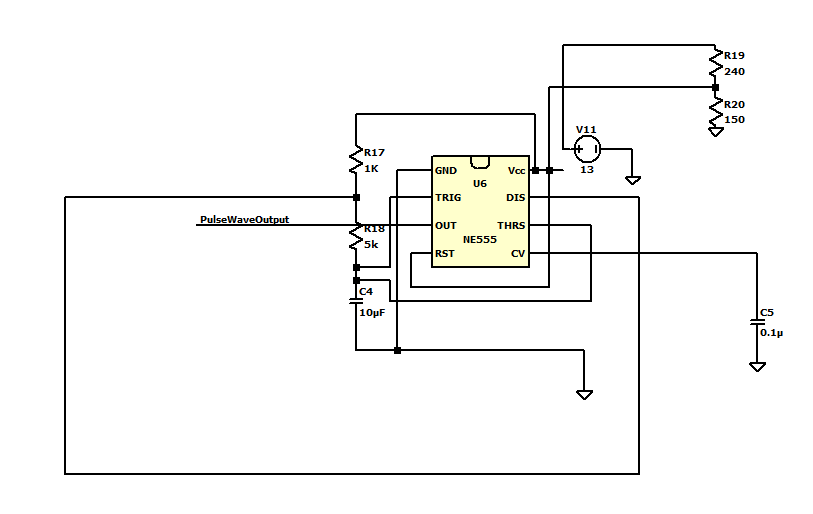 R19
240
R20
150
V11
13
R17
1K
GND
Vcc
U6
TRIG
DIS
PulseWaveOutput
R18
5k
OUT
THRS
NE555
RST
CV
C4
10µF
C5
0.1µ